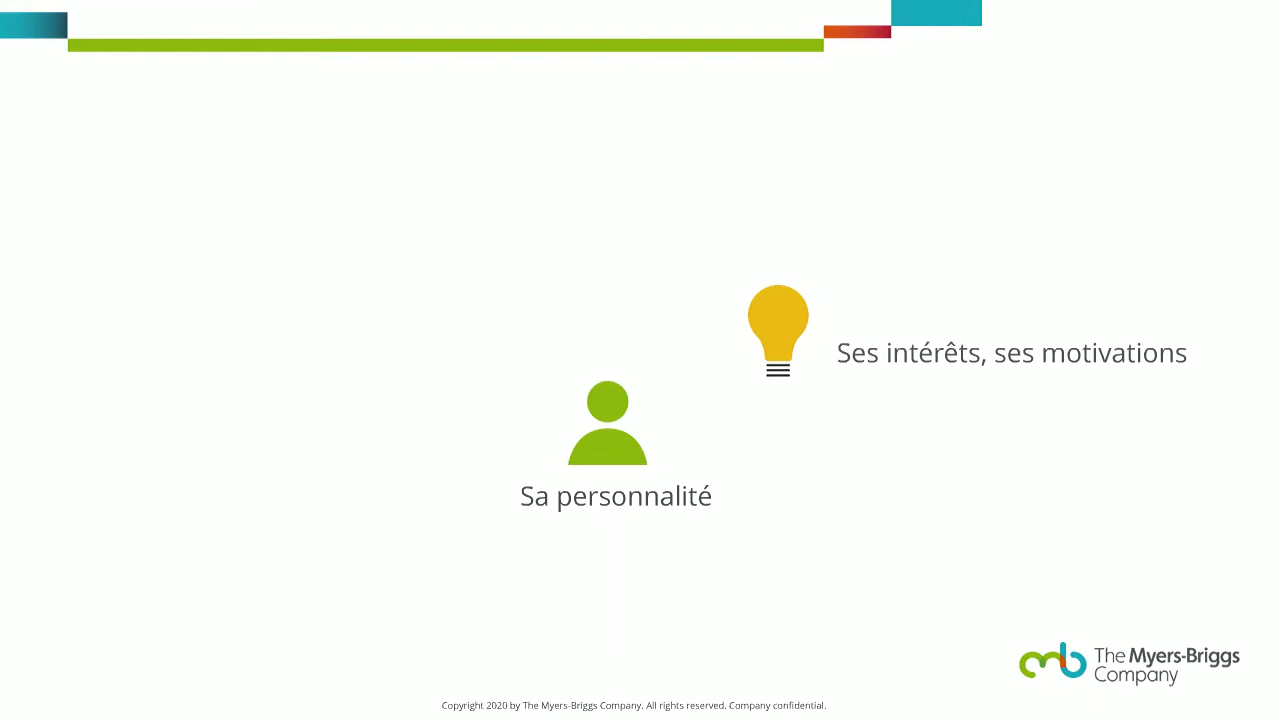 Ses intérêts, ses motivations
Sa personnalité
The Myers-Briggs
Company
Copyright 2020 by The Myers-Briggs Company. All rights reserved. Company confidential.